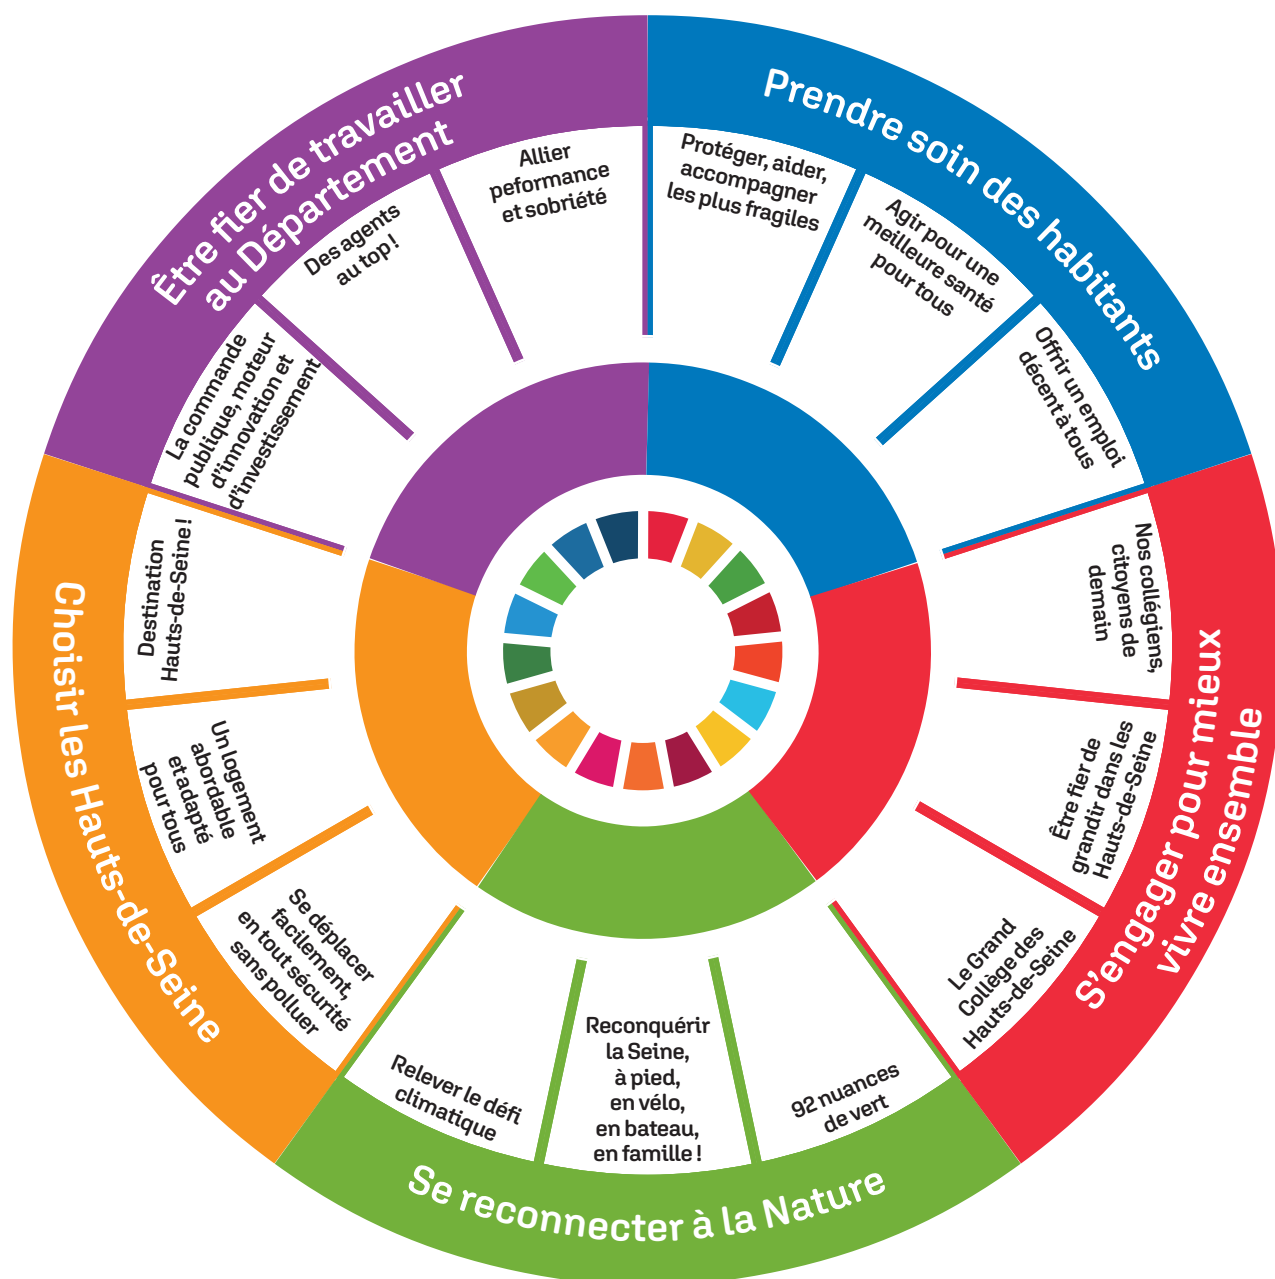 Prendre soin des habitants
Protéger, aider,
accompagner
les plus fragiles
Agir pour une
meilleure santé
pour tous
Offrir un emploi
décent à tous
S'engager pour mieux
vivre ensemble
Nos collégiens,
citoyens de
demain
Être fier de
grandir dans les
Hauts-de-Seine
Le Grand
Collège des
Hauts-de-Seine
Se reconnecter à la Nature
92 nuances
de vert
Reconquérir
la Seine,
à pied,
en vélo,
en bateau,
en famille !
Relever le défi
climatique
Choisir les Hauts-de-Seine
Se déplacer
facilement,
en tout sécurité
sans polluer
Un logement
abordable
et adapté
pour tous
Destination
Hauts-de-Seine !
Être fier de travailler
au Département
La commande
publique, moteur
d'innovation et
d'investissement
Des agents
au top !
Allier
peformance
et sobriété